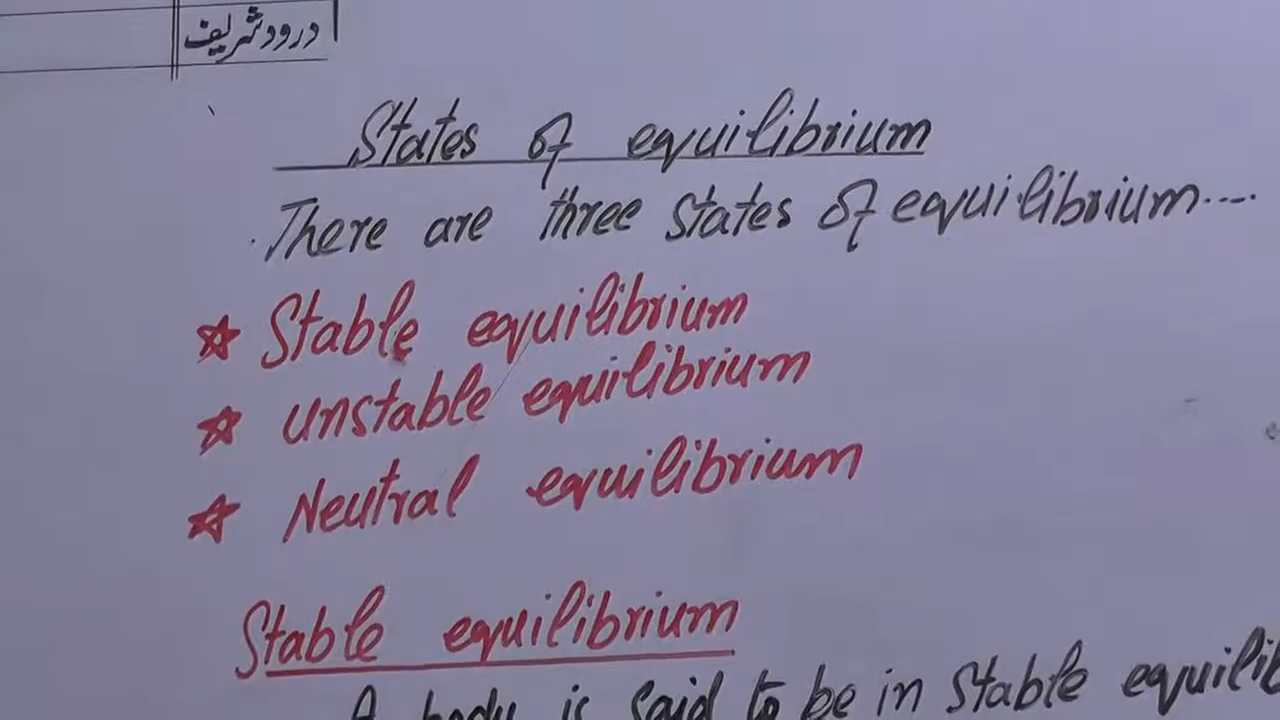 درود شریف
States of equilibrium
There are three states of equilibrium....
Stable equilibrium
unstable equilibrium
Neutral equilibrium
Stable equilibrium
A body is said to be in stable equilib